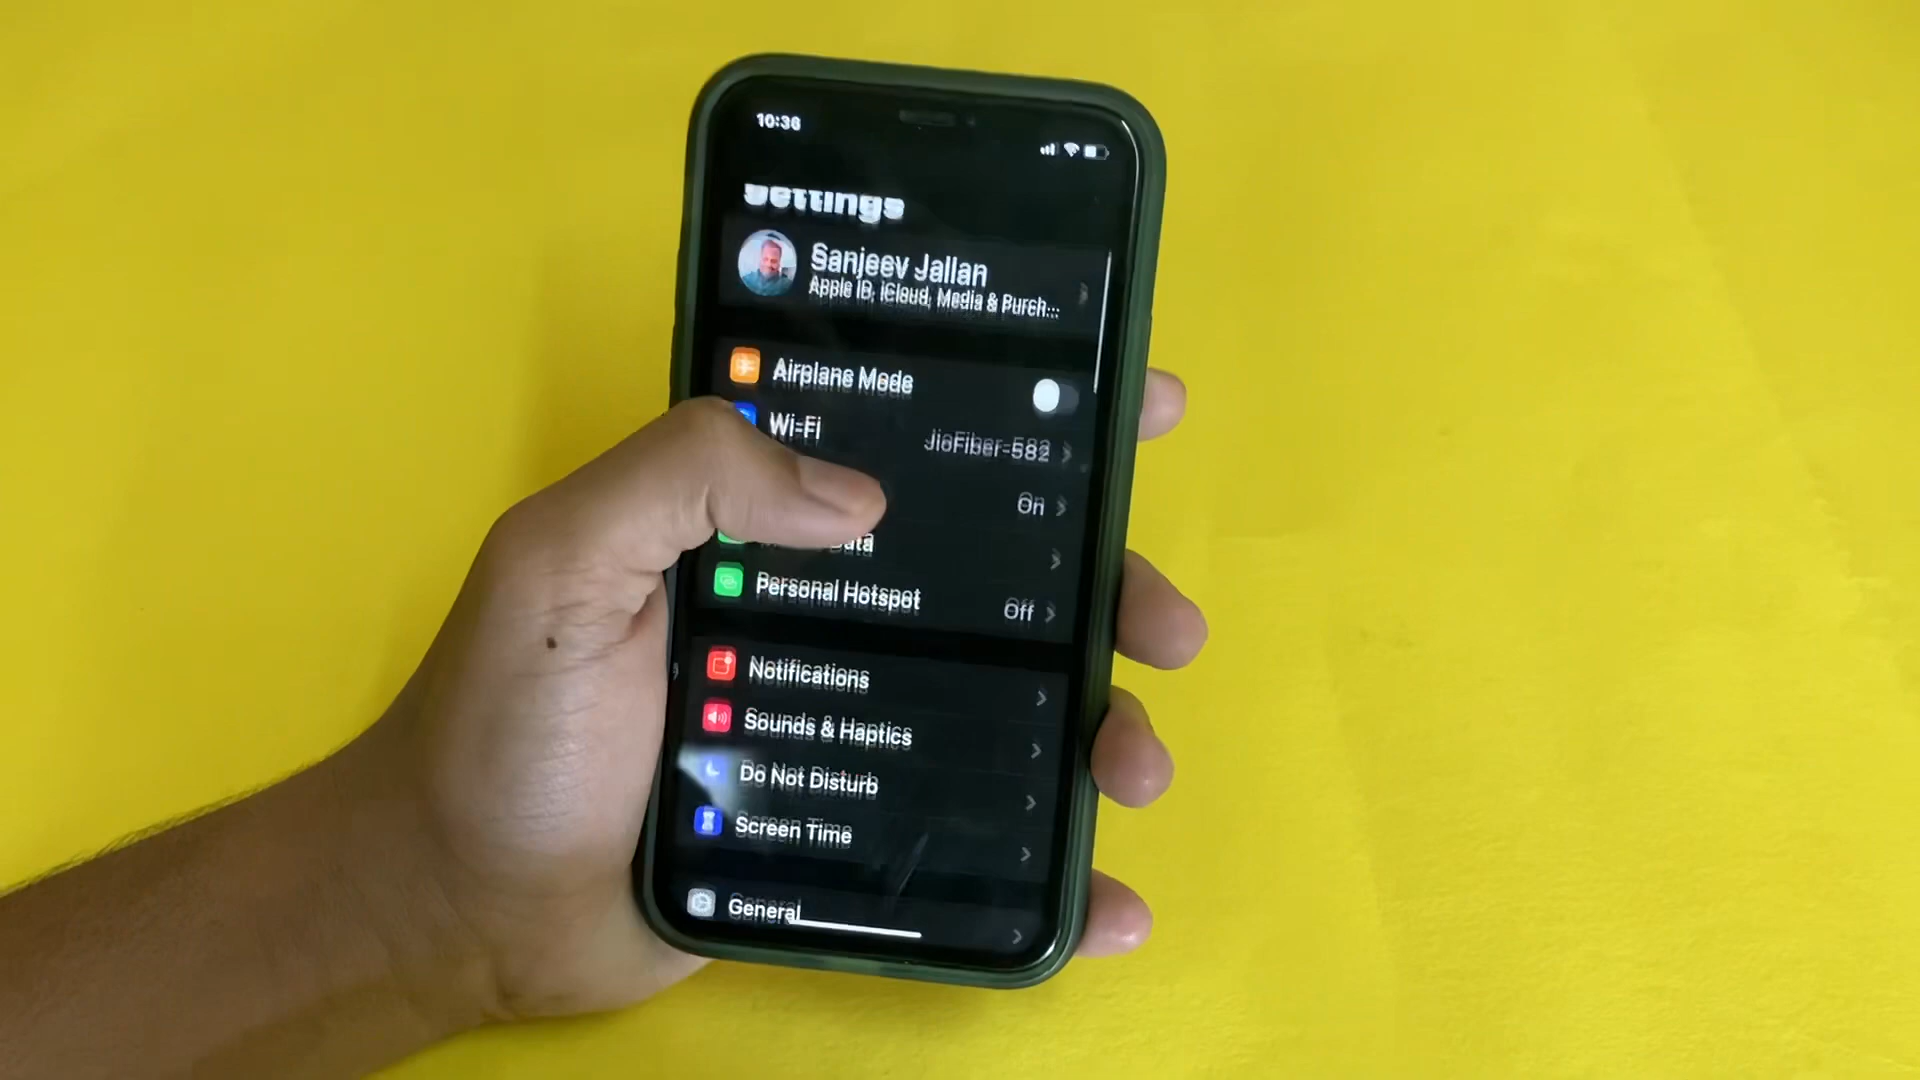 10:36
Settings
Sanjeev Jallan
Apple ID, iCloud, Media & Purch...
Airplane Mode
Wi-Fi
JioFiber-582
On
Data
Personal Hotspot
Off
Notifications
Sounds & Haptics
Do Not Disturb
Screen Time
General